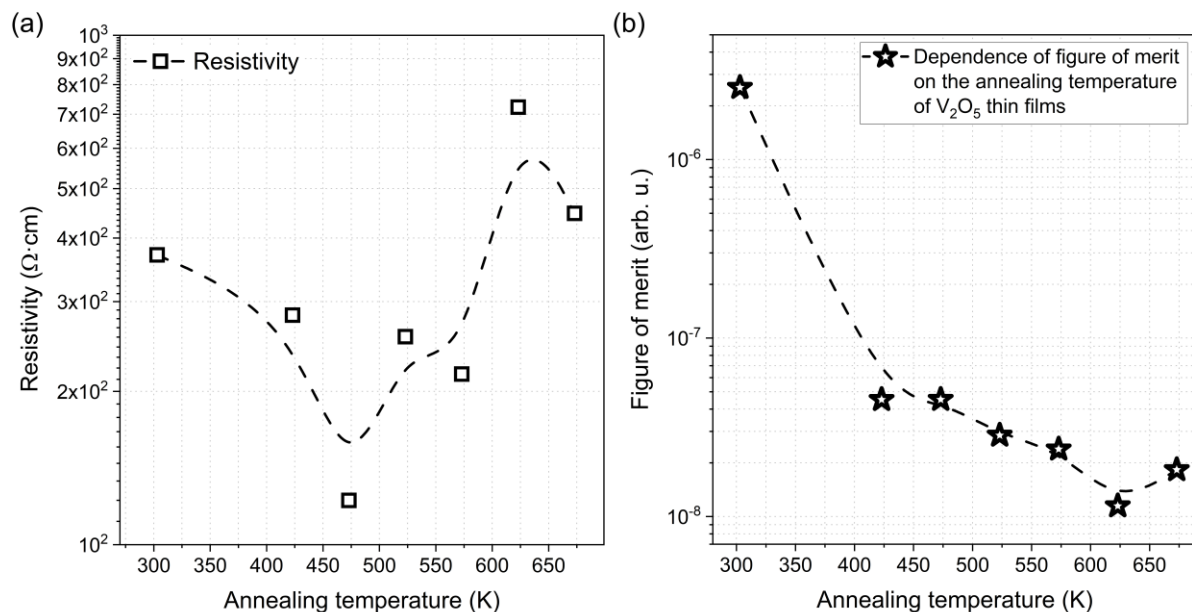 (a)
10³
9x10²
8x10²
7x10²
6x10²
5x10²
4x10²
3x10²
2x10²
10²
Resistivity (Ω·cm)
Resistivity
300 350 400 450 500 550 600 650
Annealing temperature (K)
(b)
Dependence of figure of merit
on the annealing temperature
of V₂O₅ thin films
10⁻⁶
10⁻⁷
10⁻⁸
Figure of merit (arb. u.)
300 350 400 450 500 550 600 650
Annealing temperature (K)